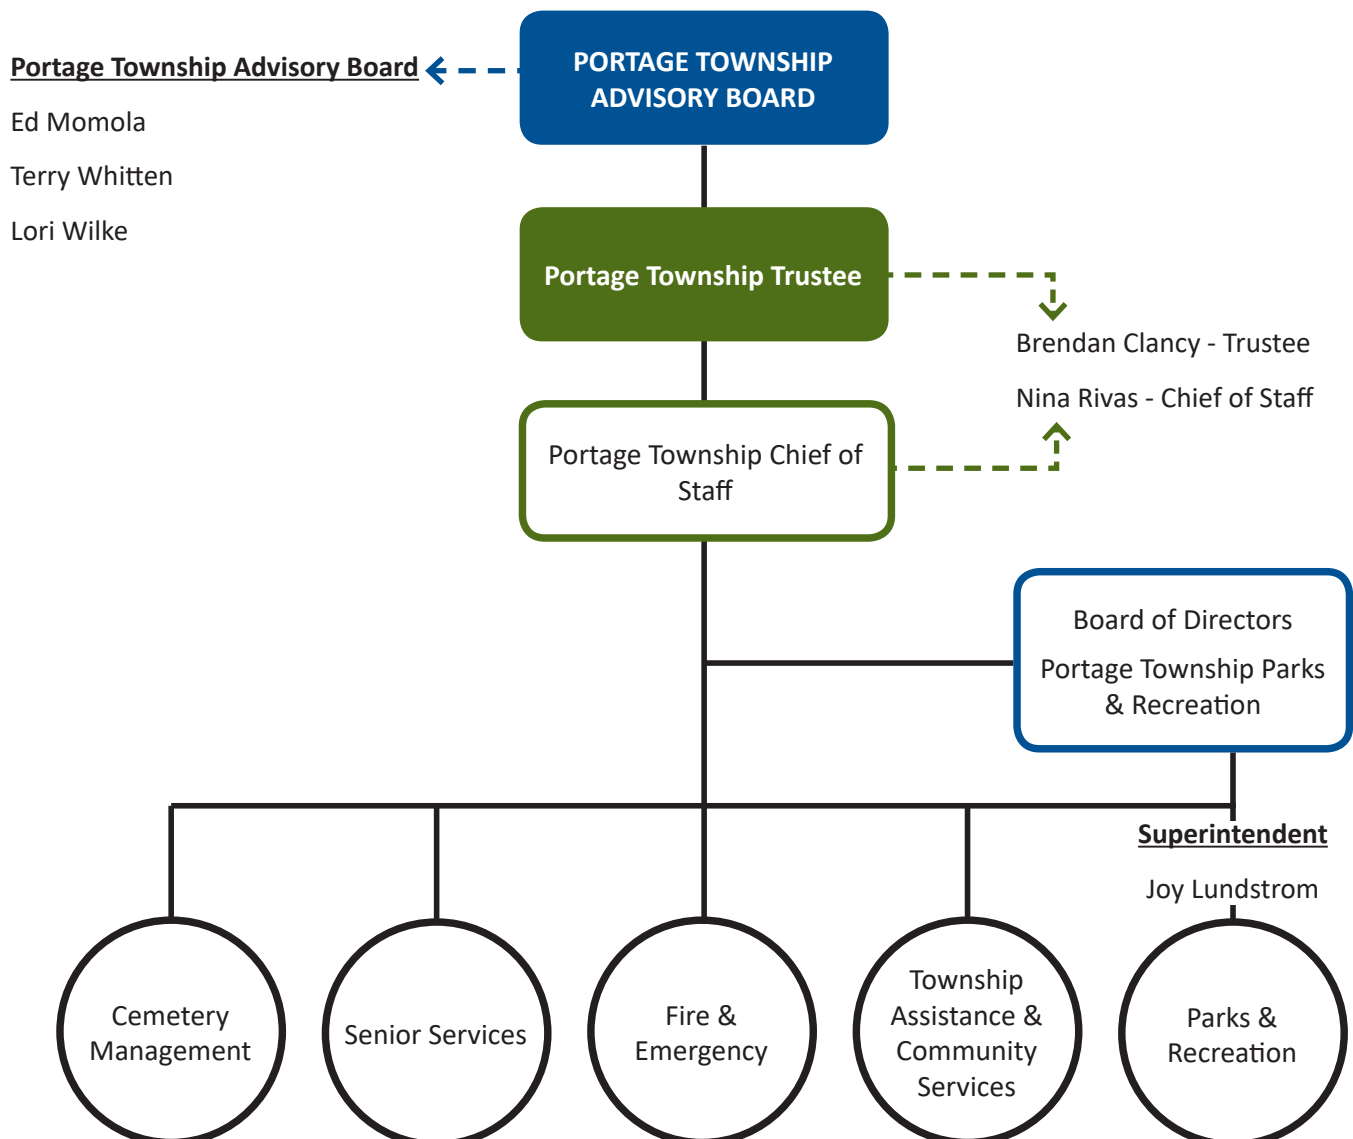 PORTAGE TOWNSHIP
ADVISORY BOARD
Portage Township Advisory Board
Ed Momola
Terry Whitten
Lori Wilke
Portage Township Trustee
Brendan Clancy - Trustee
Nina Rivas - Chief of Staff
Portage Township Chief of
Staff
Board of Directors
Portage Township Parks
& Recreation
Superintendent
Joy Lundstrom
Cemetery
Management
Senior Services
Fire &
Emergency
Township
Assistance &
Community
Services
Parks &
Recreation